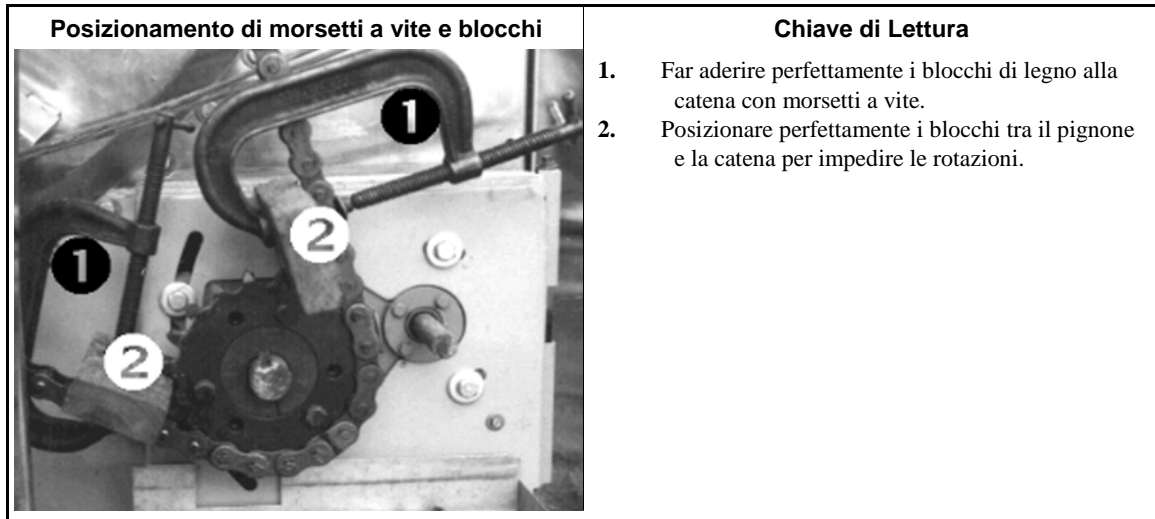 Posizionamento di morsetti a vite e blocchi
1
1
2
2
Chiave di Lettura
1. Far aderire perfettamente i blocchi di legno alla
catena con morsetti a vite.
2. Posizionare perfettamente i blocchi tra il pignone
e la catena per impedire le rotazioni.